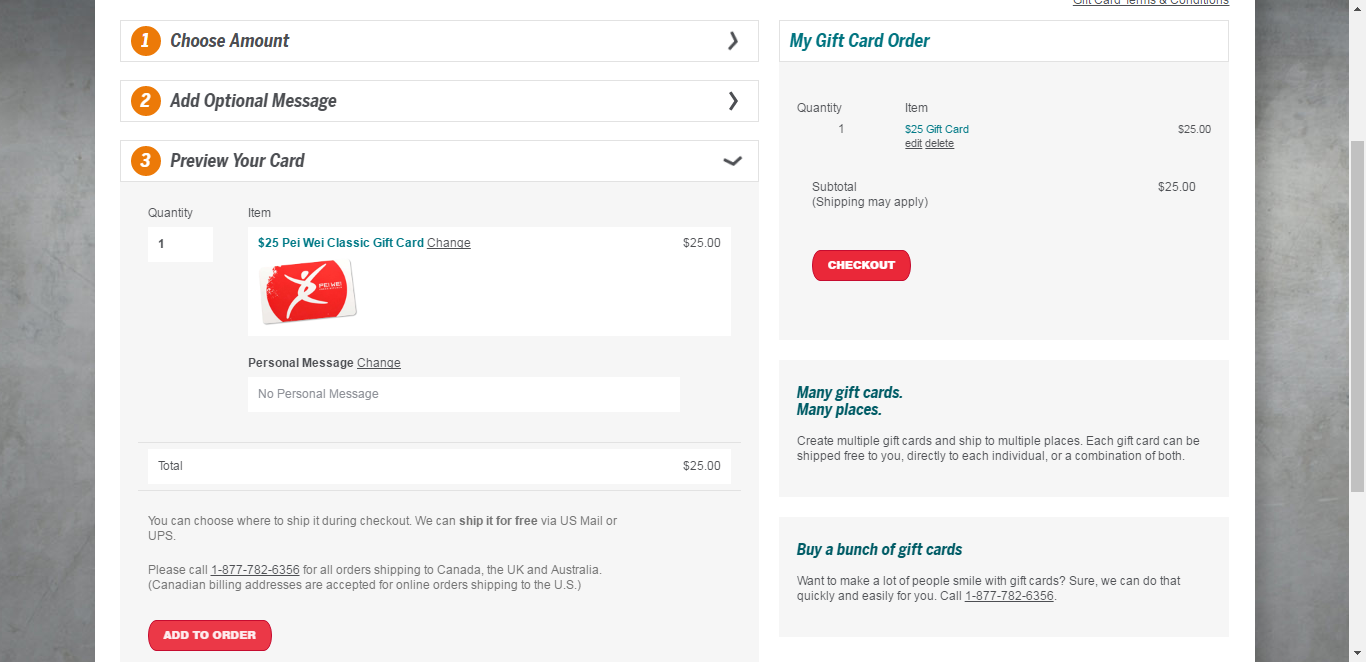 Gift Card Terms & Conditions
1 Choose Amount
2 Add Optional Message
3 Preview Your Card
Quantity Item
1 $25 Pei Wei Classic Gift Card Change $25.00
PEI WEI
Personal Message Change
No Personal Message
Total $25.00
You can choose where to ship it during checkout. We can ship it for free via US Mail or
UPS.
Please call 1-877-782-6356 for all orders shipping to Canada, the UK and Australia.
(Canadian billing addresses are accepted for online orders shipping to the U.S.)
ADD TO ORDER
My Gift Card Order
Quantity Item
1 $25 Gift Card $25.00
edit delete
Subtotal $25.00
(Shipping may apply)
CHECKOUT
Many gift cards.
Many places.
Create multiple gift cards and ship to multiple places. Each gift card can be
shipped free to you, directly to each individual, or a combination of both.
Buy a bunch of gift cards
Want to make a lot of people smile with gift cards? Sure, we can do that
quickly and easily for you. Call 1-877-782-6356.